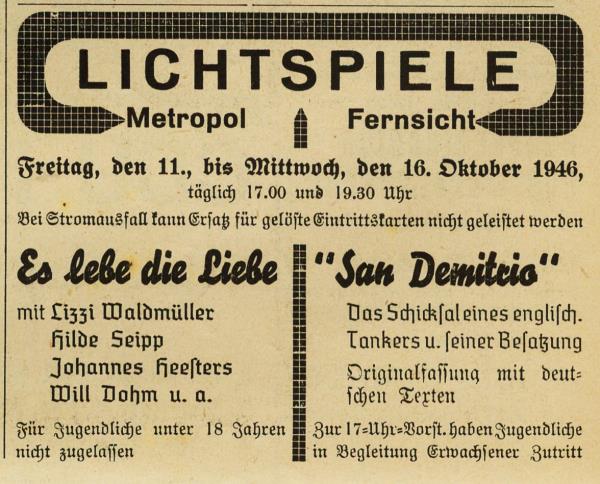 LICHTSPIELE
Metropol
Fernsicht
Freitag, den 11., bis Mittwoch, den 16. Oktober 1946,
täglich 17.00 und 19.30 Uhr
Bei Stromausfall kann Ersatz für gelöste Eintrittskarten nicht geleistet werden
Es lebe die Liebe
mit Lizzi Waldmüller
Hilde Seipp
Johannes Heesters
Will Dohm u. a.
Für Jugendliche unter 18 Jahren
nicht zugelassen
"San Demitrio"
Das Schicksal eines englisch.
Tankers u. seiner Besatzung
Originalfassung mit deut-
schen Texten
Zur 17-Uhr-Vorst. haben Jugendliche
in Begleitung Erwachsener Zutritt